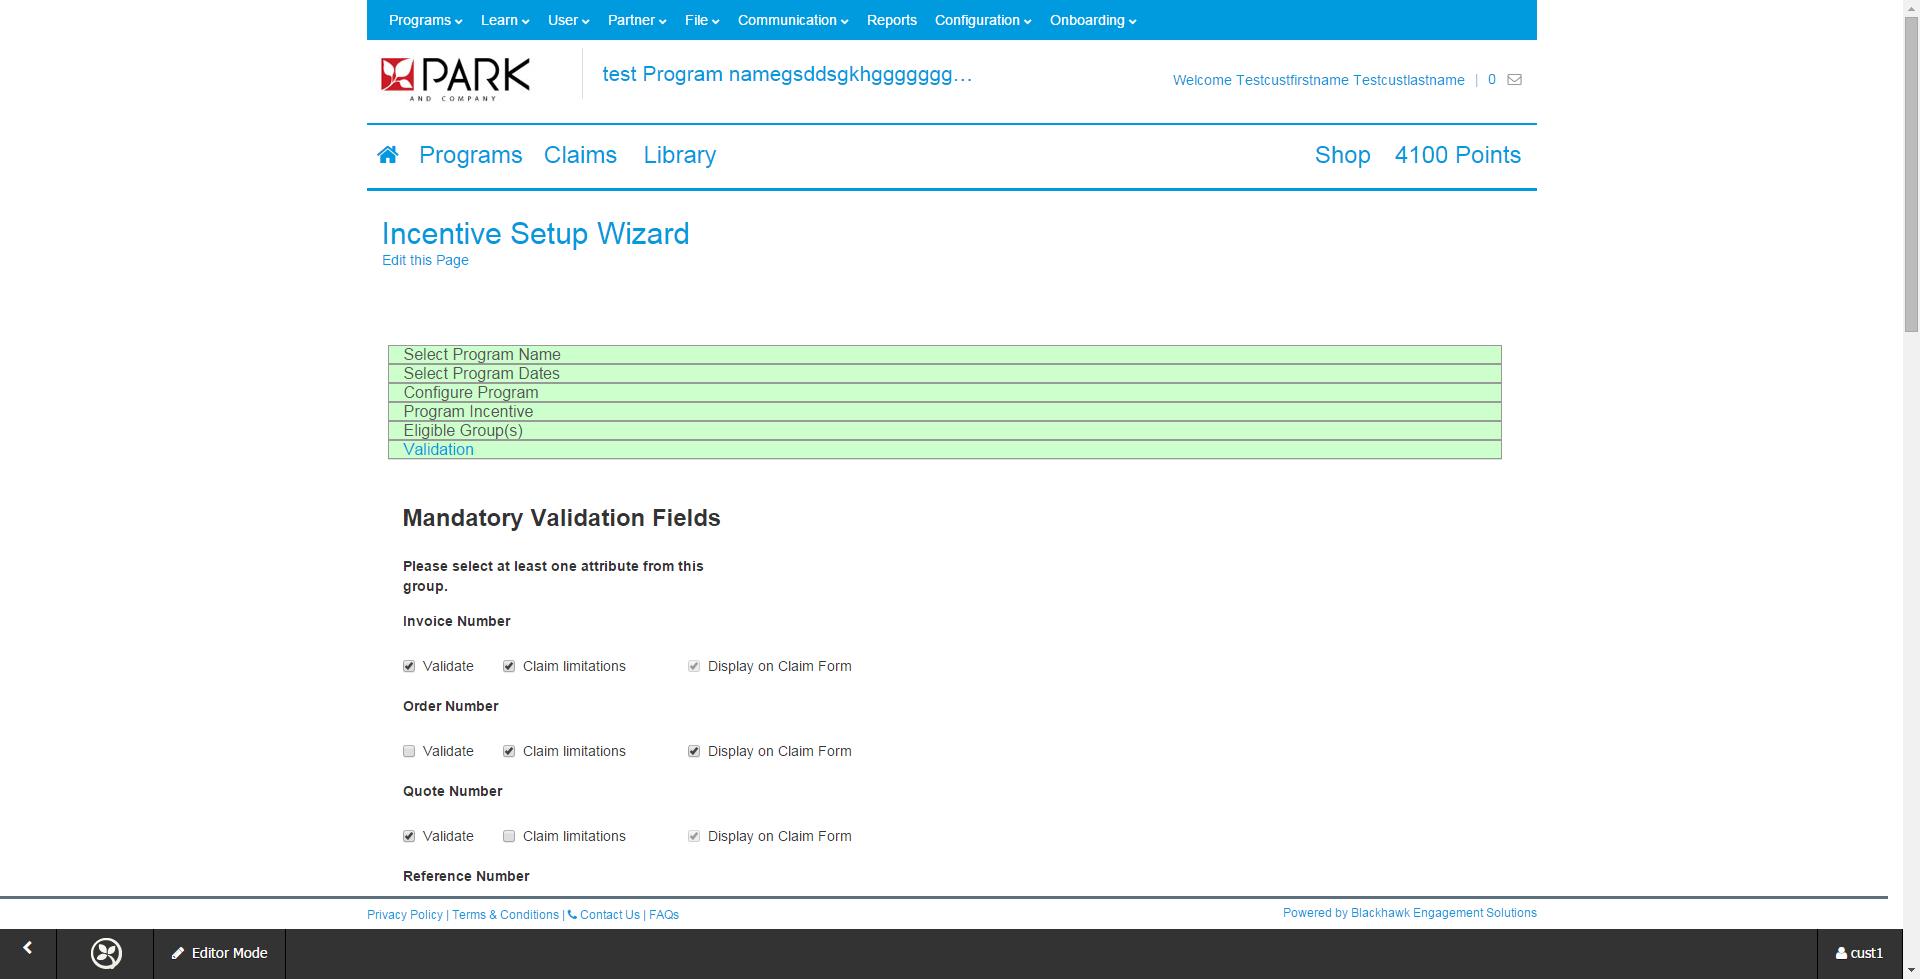 Programs Learn User Partner File Communication Reports Configuration Onboarding
PARK
AND COMPANY
test Program namegsddsgkhggggggg...
Welcome Testcustfirstname Testcustlastname | 0
Programs Claims Library Shop 4100 Points
Incentive Setup Wizard
Edit this Page
Select Program Name
Select Program Dates
Configure Program
Program Incentive
Eligible Group(s)
Validation
Mandatory Validation Fields
Please select at least one attribute from this
group.
Invoice Number
Validate Claim limitations Display on Claim Form
Order Number
Validate Claim limitations Display on Claim Form
Quote Number
Validate Claim limitations Display on Claim Form
Reference Number
Privacy Policy | Terms & Conditions | Contact Us | FAQs
Powered by Blackhawk Engagement Solutions
Editor Mode
cust1